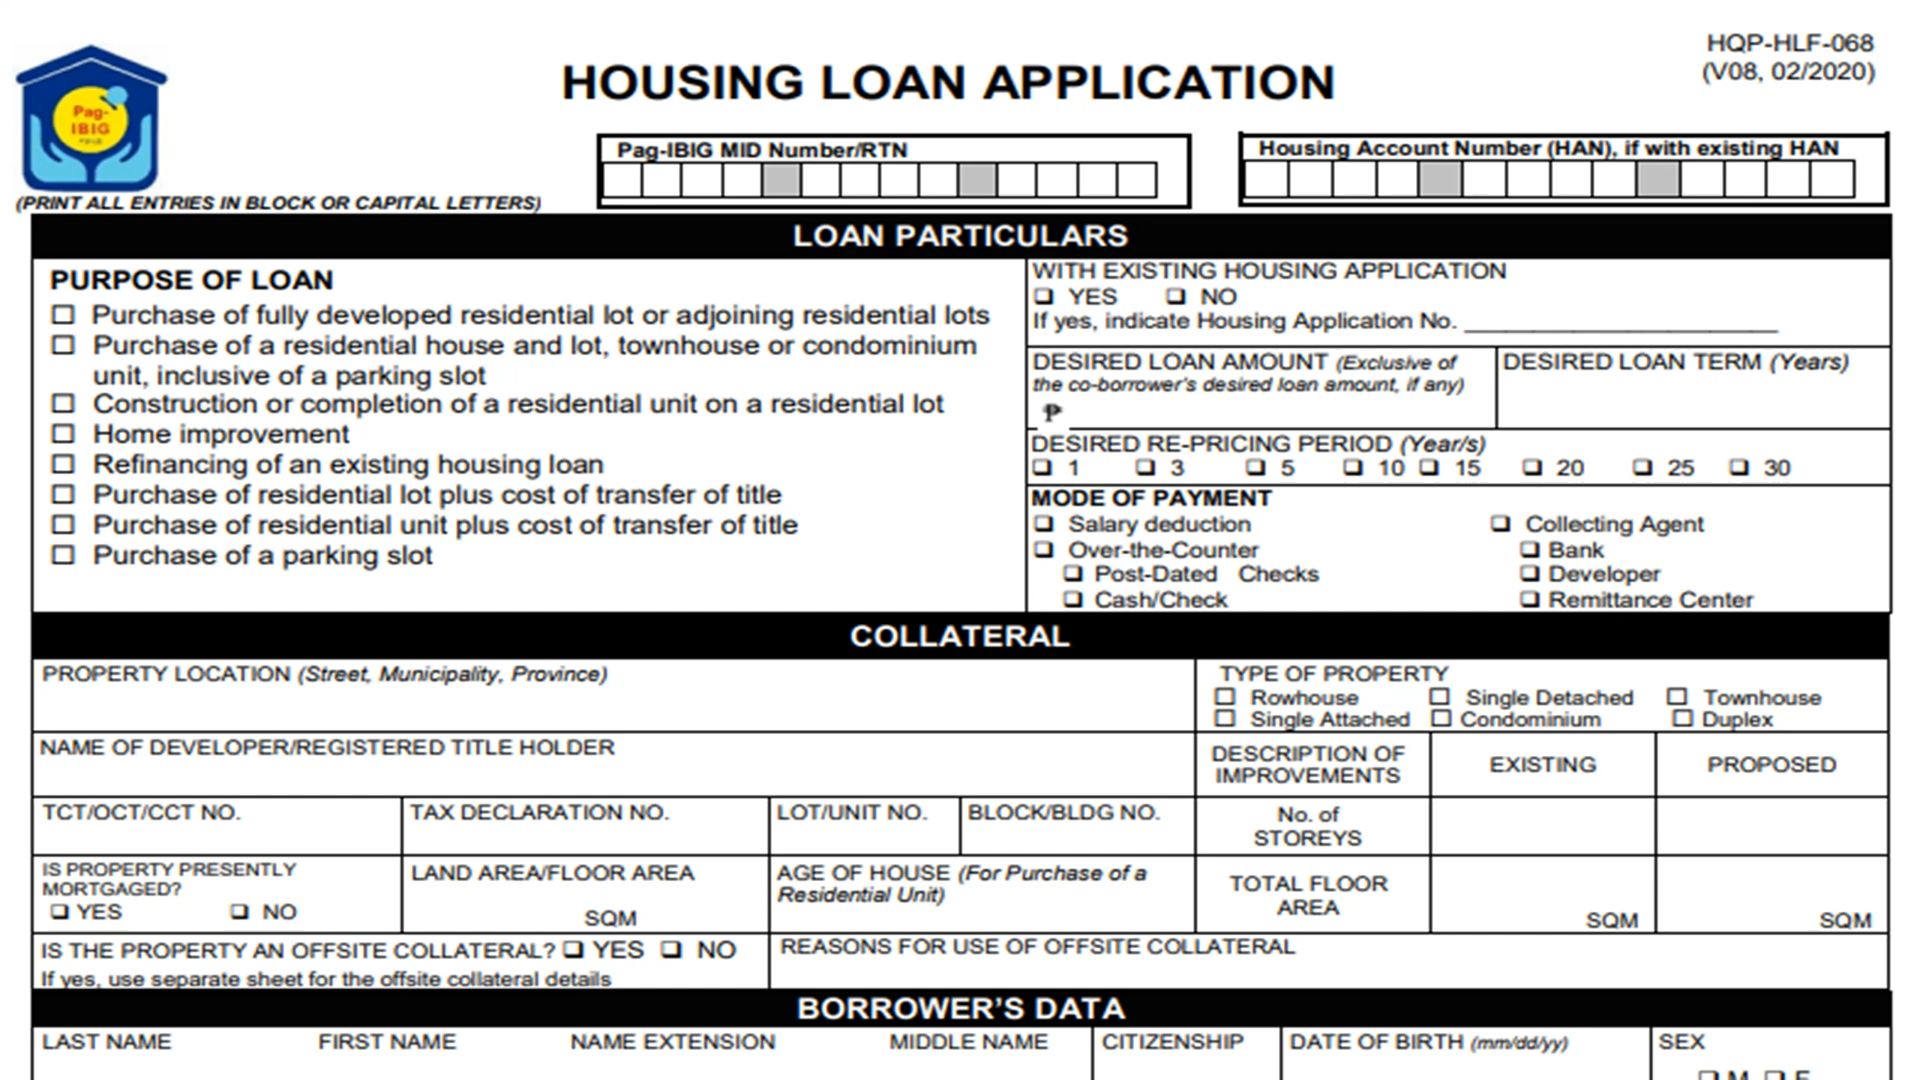 HQP-HLF-068
(V08, 02/2020)
HOUSING LOAN APPLICATION
Pag-
IBIG
Pag-IBIG MID Number/RTN
Housing Account Number (HAN), if with existing HAN
(PRINT ALL ENTRIES IN BLOCK OR CAPITAL LETTERS)
LOAN PARTICULARS
PURPOSE OF LOAN
☐ Purchase of fully developed residential lot or adjoining residential lots
☐ Purchase of a residential house and lot, townhouse or condominium
unit, inclusive of a parking slot
☐ Construction or completion of a residential unit on a residential lot
☐ Home improvement
☐ Refinancing of an existing housing loan
☐ Purchase of residential lot plus cost of transfer of title
☐ Purchase of residential unit plus cost of transfer of title
☐ Purchase of a parking slot
WITH EXISTING HOUSING APPLICATION
❑ YES ❑ NO
If yes, indicate Housing Application No. _______________________
DESIRED LOAN AMOUNT (Exclusive of
the co-borrower's desired loan amount, if any)
₱
DESIRED LOAN TERM (Years)
DESIRED RE-PRICING PERIOD (Year/s)
❑ 1 ❑ 3 ❑ 5 ❑ 10 ❑ 15 ❑ 20 ❑ 25 ❑ 30
MODE OF PAYMENT
❑ Salary deduction
❑ Over-the-Counter
❑ Post-Dated Checks
❑ Cash/Check
❑ Collecting Agent
❑ Bank
❑ Developer
❑ Remittance Center
COLLATERAL
PROPERTY LOCATION (Street, Municipality, Province)
TYPE OF PROPERTY
☐ Rowhouse ☐ Single Detached ☐ Townhouse
☐ Single Attached ☐ Condominium ☐ Duplex
NAME OF DEVELOPER/REGISTERED TITLE HOLDER
DESCRIPTION OF
IMPROVEMENTS
EXISTING
PROPOSED
TCT/OCT/CCT NO.
TAX DECLARATION NO.
LOT/UNIT NO.
BLOCK/BLDG NO.
No. of
STOREYS
IS PROPERTY PRESENTLY
MORTGAGED?
❑ YES ❑ NO
LAND AREA/FLOOR AREA
SQM
AGE OF HOUSE (For Purchase of a
Residential Unit)
TOTAL FLOOR
AREA
SQM
SQM
IS THE PROPERTY AN OFFSITE COLLATERAL? ❑ YES ❑ NO
If yes, use separate sheet for the offsite collateral details
REASONS FOR USE OF OFFSITE COLLATERAL
BORROWER'S DATA
LAST NAME FIRST NAME NAME EXTENSION MIDDLE NAME
CITIZENSHIP
DATE OF BIRTH (mm/dd/yy)
SEX
❑ M ❑ F